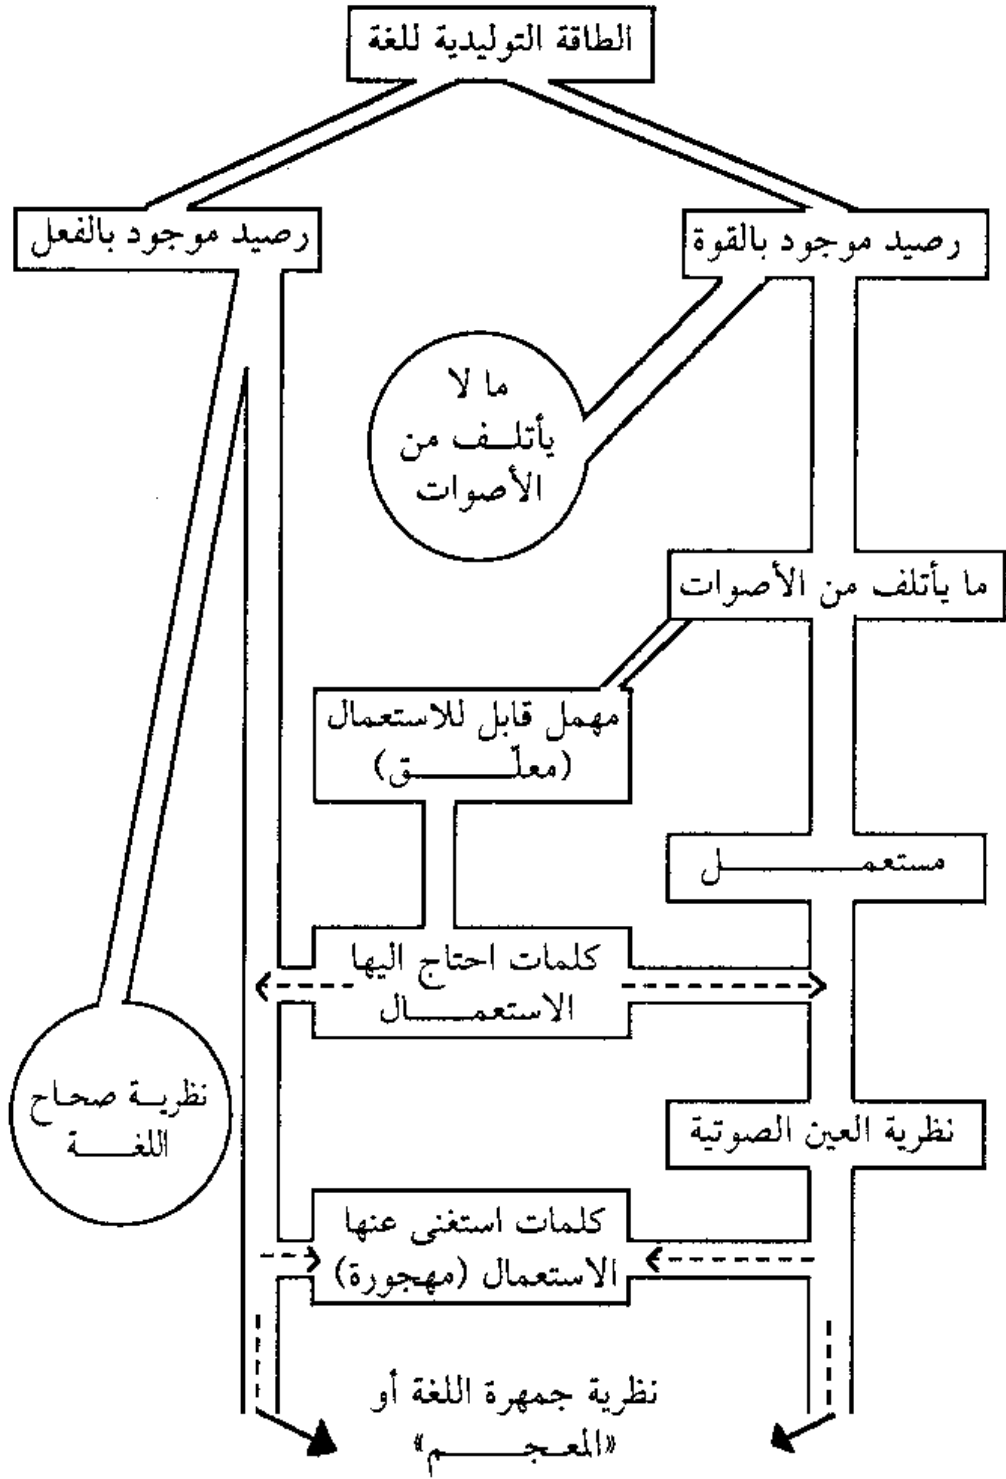 الطاقة التوليدية للغة
رصيد موجود بالقوة
رصيد موجود بالفعل
ما لا
يأتلف من
الأصوات
ما يأتلف من الأصوات
مهمل قابل للاستعمال
(معلّق)
مستعمل
كلمات احتاج اليها
الاستعمال
نظرية صحاح
اللغة
نظرية العين الصوتية
كلمات استغنى عنها
الاستعمال (مهجورة)
نظرية جمهرة اللغة أو
«المعجم»